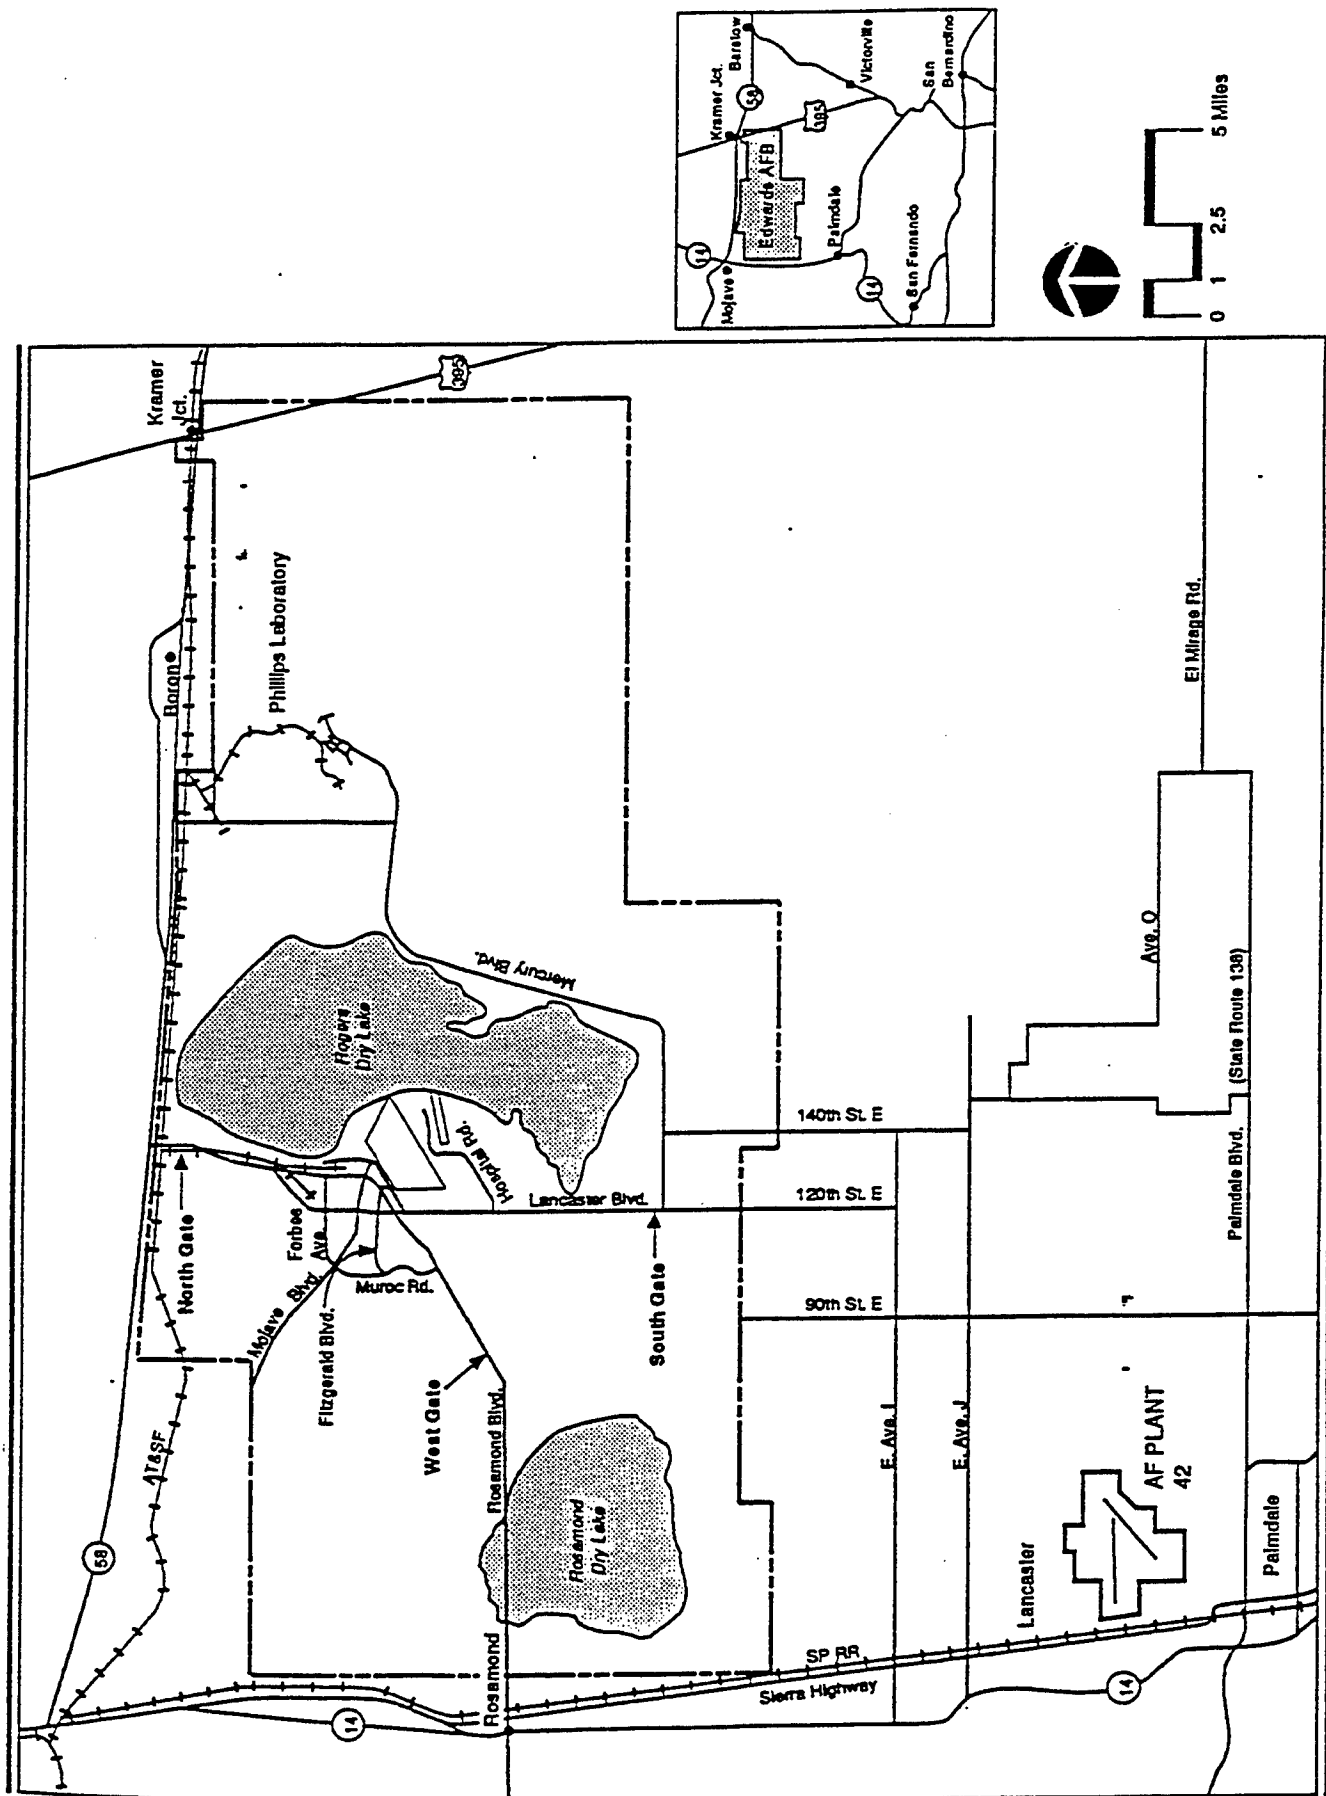 Barstow
Kramer Jct.
58
395
Victorville
San
Bernardino
Edwards AFB
14
Mojave
Palmdale
14
San Fernando
0
1
2.5
5 Miles
Kramer
Jct.
395
Boron
Phillips Laboratory
El Mirage Rd.
Rogers
Dry Lake
Mercury Blvd.
Ave. O
(State Route 138)
Palmdale Blvd.
140th St. E
120th St. E
90th St. E
Hospital Rd.
Lancaster Blvd.
North Gate
Forbes
Ave.
Mojave Blvd.
Muroc Rd.
Fitzgerald Blvd.
West Gate
South Gate
Rosamond Blvd.
Rosamond
Dry Lake
E. Ave. I
E. Ave. J
AF PLANT
42
58
AT&SF
Lancaster
Palmdale
Rosamond
SP RR
Sierra Highway
14
14